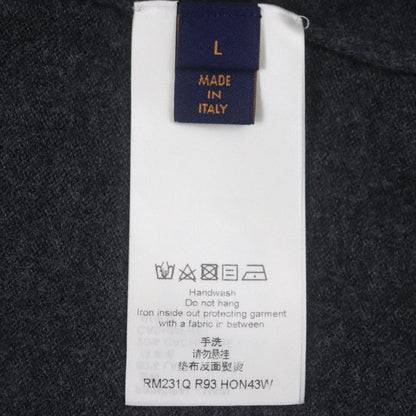 L
MADE
IN
ITALY
Handwash
Do not hang
Iron inside out protecting garment
with a fabric in between
手洗
请勿悬挂
垫布反面熨烫
RM231Q R93 HON43W